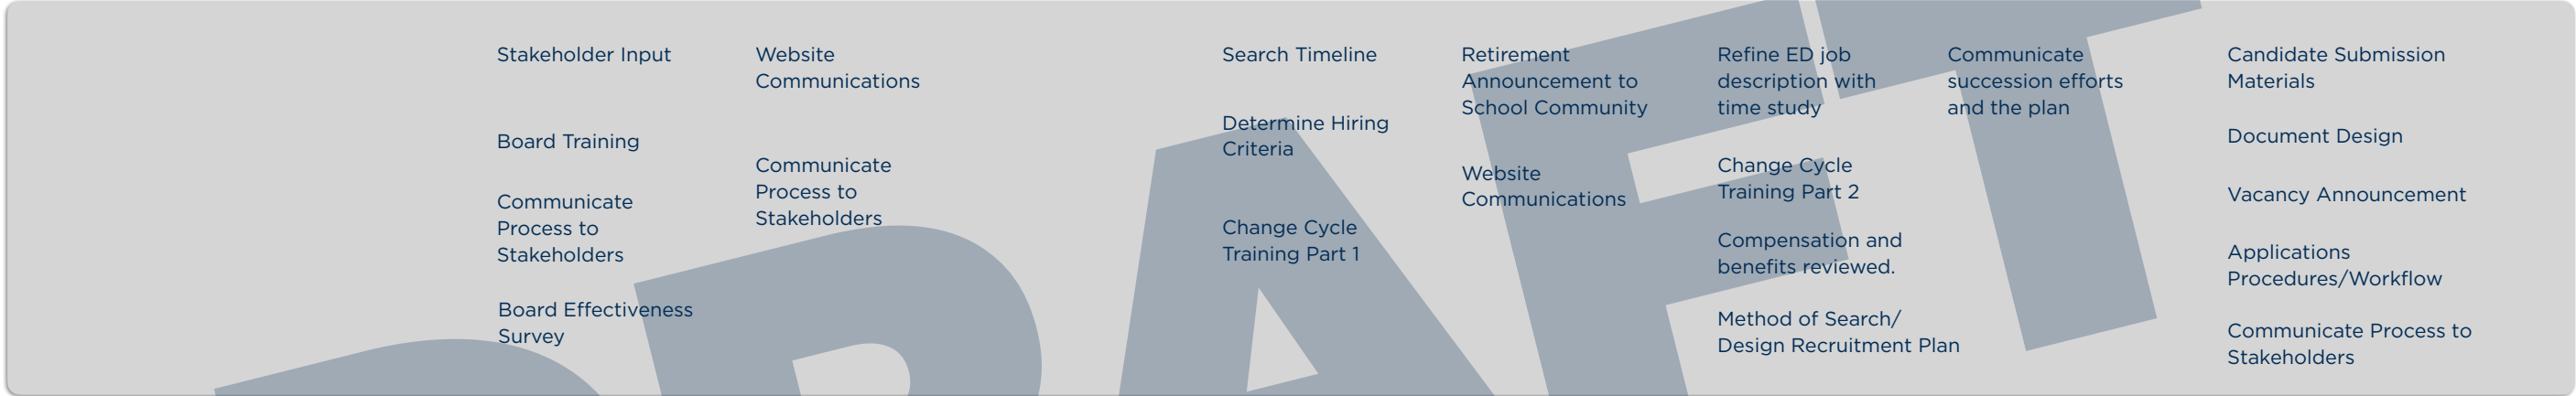 Stakeholder Input
Board Training
Communicate
Process to
Stakeholders
Board Effectiveness
Survey
Website
Communications
Communicate
Process to
Stakeholders
Search Timeline
Determine Hiring
Criteria
Change Cycle
Training Part 1
Retirement
Announcement to
School Community
Website
Communications
Refine ED job
description with
time study
Change Cycle
Training Part 2
Compensation and
benefits reviewed.
Method of Search/
Design Recruitment Plan
Communicate
succession efforts
and the plan
Candidate Submission
Materials
Document Design
Vacancy Announcement
Applications
Procedures/Workflow
Communicate Process to
Stakeholders
DRAFT